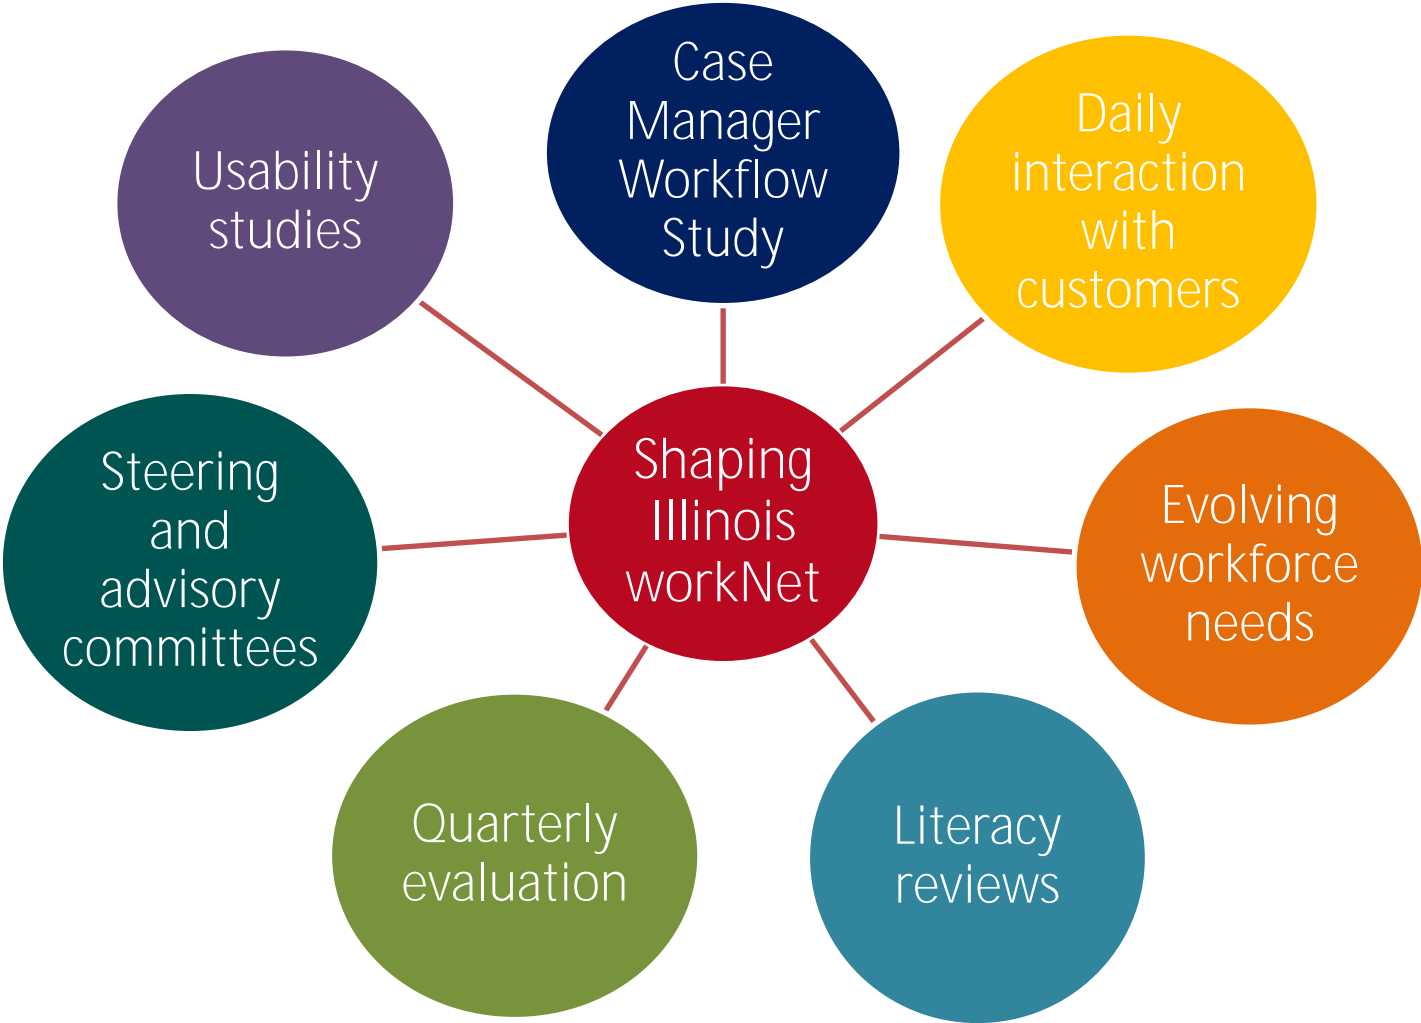 Case
Manager
Workflow
Study
Daily
interaction
with
customers
Usability
studies
Shaping
Illinois
workNet
Steering
and
advisory
committees
Evolving
workforce
needs
Quarterly
evaluation
Literacy
reviews